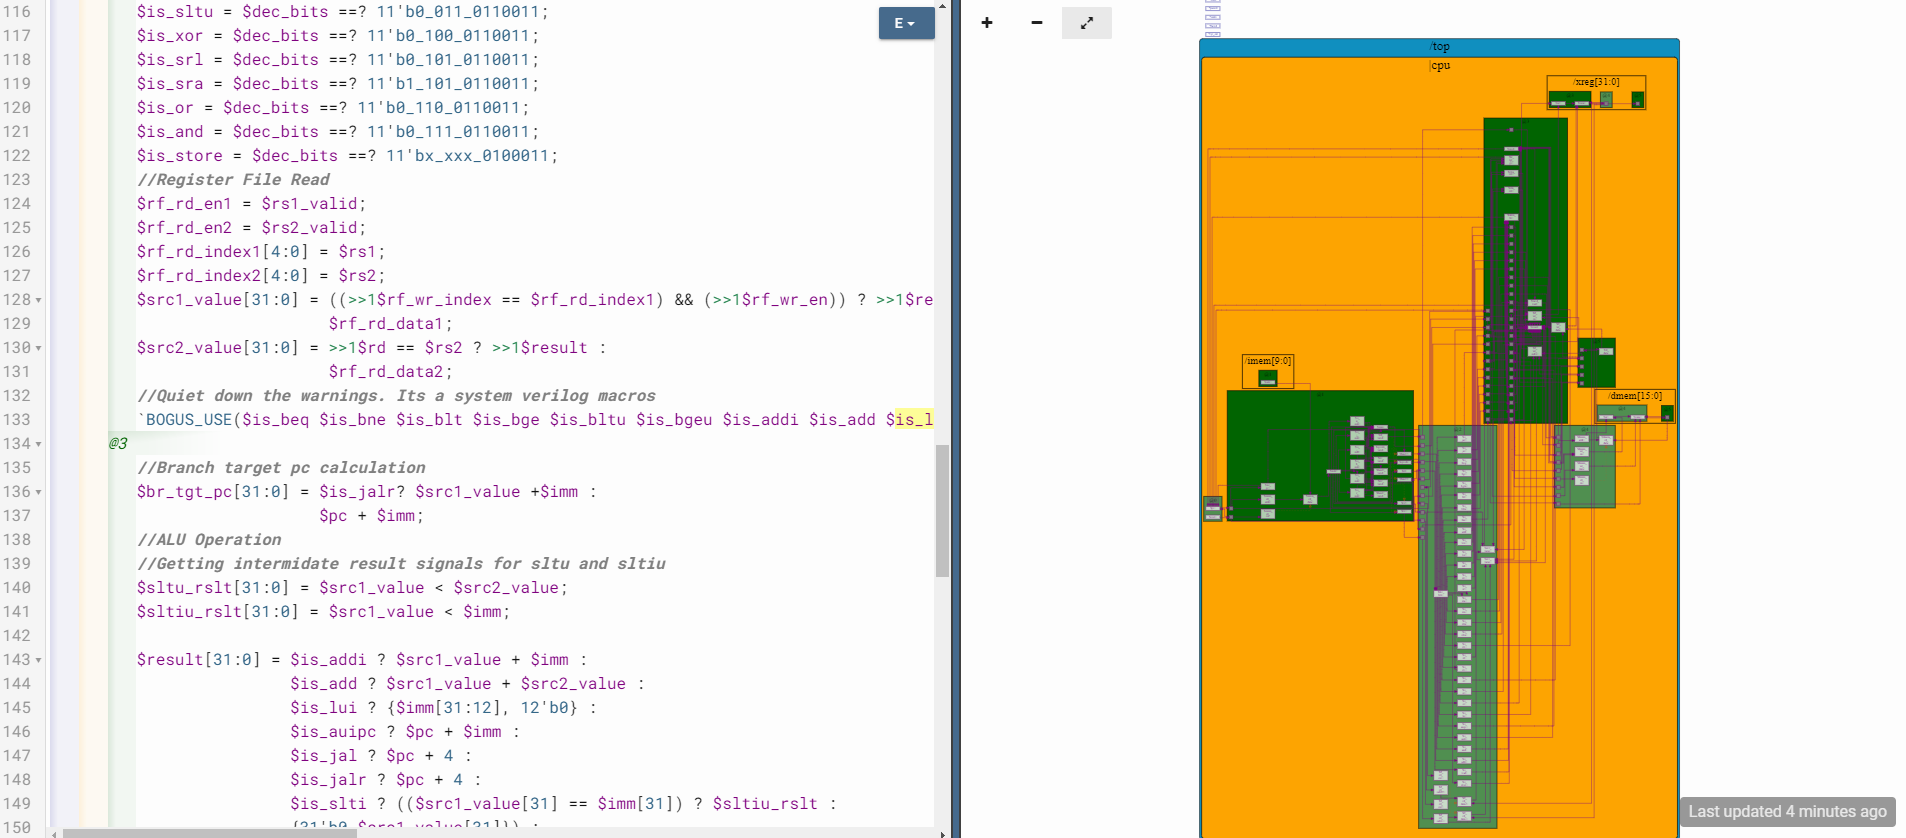 116 $is_sltu = $dec_bits ==? 11'b0_011_0110011;
117 $is_xor = $dec_bits ==? 11'b0_100_0110011;
118 $is_srl = $dec_bits ==? 11'b0_101_0110011;
119 $is_sra = $dec_bits ==? 11'b1_101_0110011;
120 $is_or = $dec_bits ==? 11'b0_110_0110011;
121 $is_and = $dec_bits ==? 11'b0_111_0110011;
122 $is_store = $dec_bits ==? 11'bx_xxx_0100011;
123 //Register File Read
124 $rf_rd_en1 = $rs1_valid;
125 $rf_rd_en2 = $rs2_valid;
126 $rf_rd_index1[4:0] = $rs1;
127 $rf_rd_index2[4:0] = $rs2;
128 $src1_value[31:0] = ((>>1$rf_wr_index == $rf_rd_index1) && (>>1$rf_wr_en)) ? >>1$re
129 $rf_rd_data1;
130 $src2_value[31:0] = >>1$rd == $rs2 ? >>1$result :
131 $rf_rd_data2;
132 //Quiet down the warnings. Its a system verilog macros
133 `BOGUS_USE($is_beq $is_bne $is_blt $is_bge $is_bltu $is_bgeu $is_addi $is_add $is_l
134 @3
135 //Branch target pc calculation
136 $br_tgt_pc[31:0] = $is_jalr? $src1_value +$imm :
137 $pc + $imm;
138 //ALU Operation
139 //Getting intermidate result signals for sltu and sltiu
140 $sltu_rslt[31:0] = $src1_value < $src2_value;
141 $sltiu_rslt[31:0] = $src1_value < $imm;
142
143 $result[31:0] = $is_addi ? $src1_value + $imm :
144 $is_add ? $src1_value + $src2_value :
145 $is_lui ? {$imm[31:12], 12'b0} :
146 $is_auipc ? $pc + $imm :
147 $is_jal ? $pc + 4 :
148 $is_jalr ? $pc + 4 :
149 $is_slti ? (($src1_value[31] == $imm[31]) ? $sltiu_rslt :
150 {31'b0,$src1_value[31]}) :
E
/top
|cpu
/xreg[31:0]
/imem[9:0]
/dmem[15:0]
Last updated 4 minutes ago